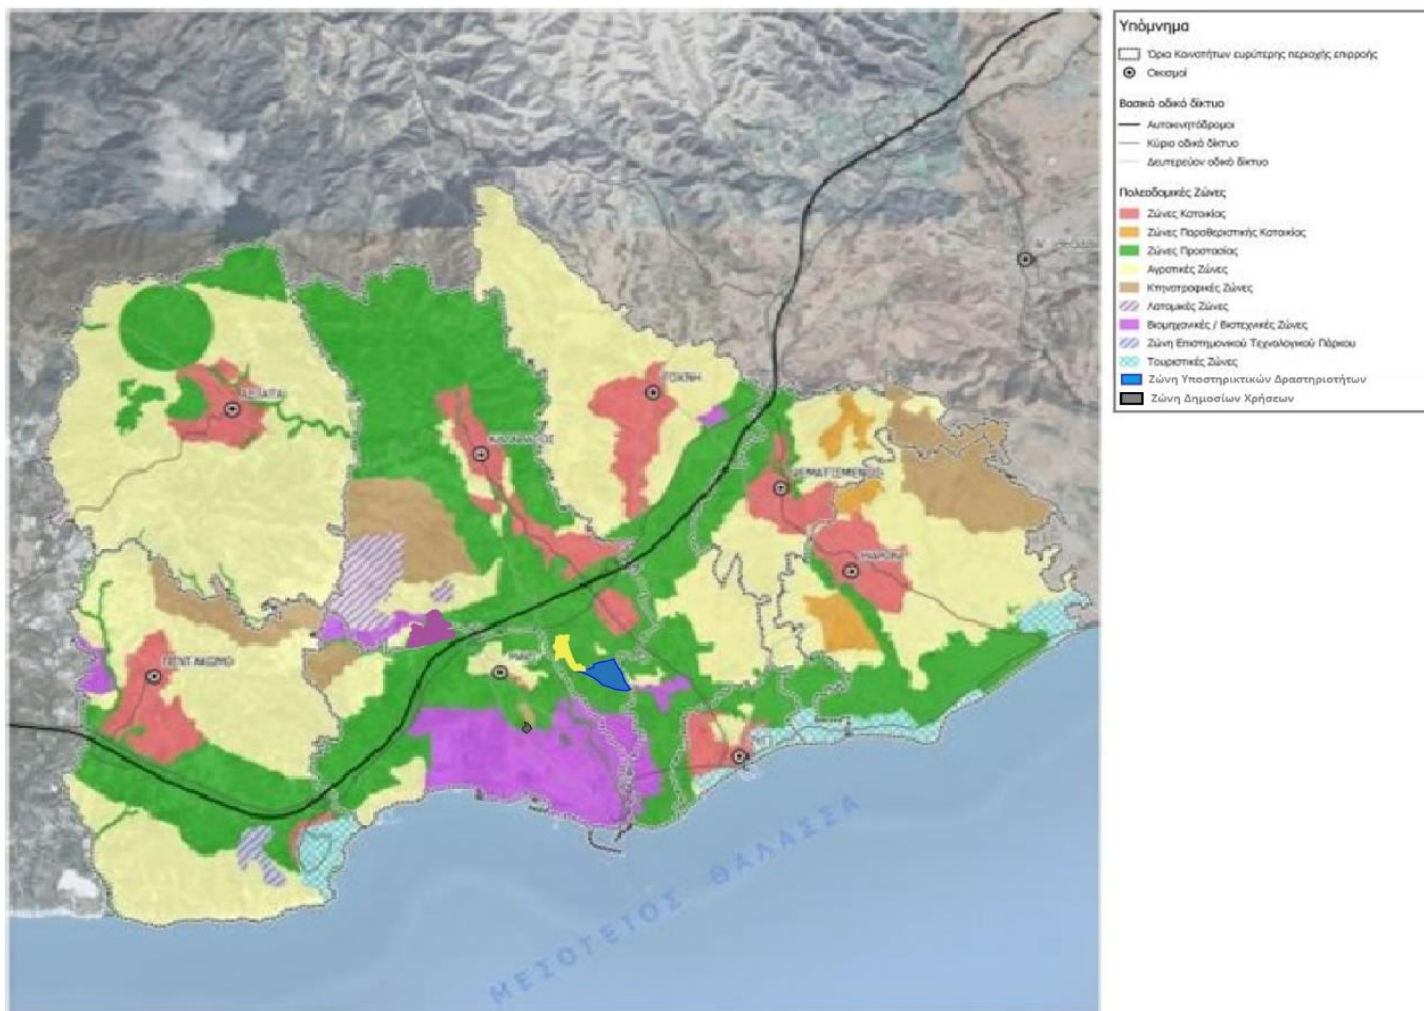 Υπόμνημα
Όρια Κοινοτήτων ευρύτερης περιοχής επιρροής
Οικισμοί
Βασικό οδικό δίκτυο
Αυτοκινητόδρομοι
Κύριο οδικό δίκτυο
Δευτερεύον οδικό δίκτυο
Πολεοδομικές Ζώνες
Ζώνες Κατοικίας
Ζώνες Παραθεριστικής Κατοικίας
Ζώνες Προστασίας
Αγροτικές Ζώνες
Κτηνοτροφικές Ζώνες
Λατομικές Ζώνες
Βιομηχανικές / Βιοτεχνικές Ζώνες
Ζώνη Επιστημονικού Τεχνολογικού Πάρκου
Τουριστικές Ζώνες
Ζώνη Υποστηρικτικών Δραστηριοτήτων
Ζώνη Δημοσίων Χρήσεων
ΤΟΧΝΗ
ΜΕΣΟΓΕΙΟΣ ΘΑΛΑΣΣΑ